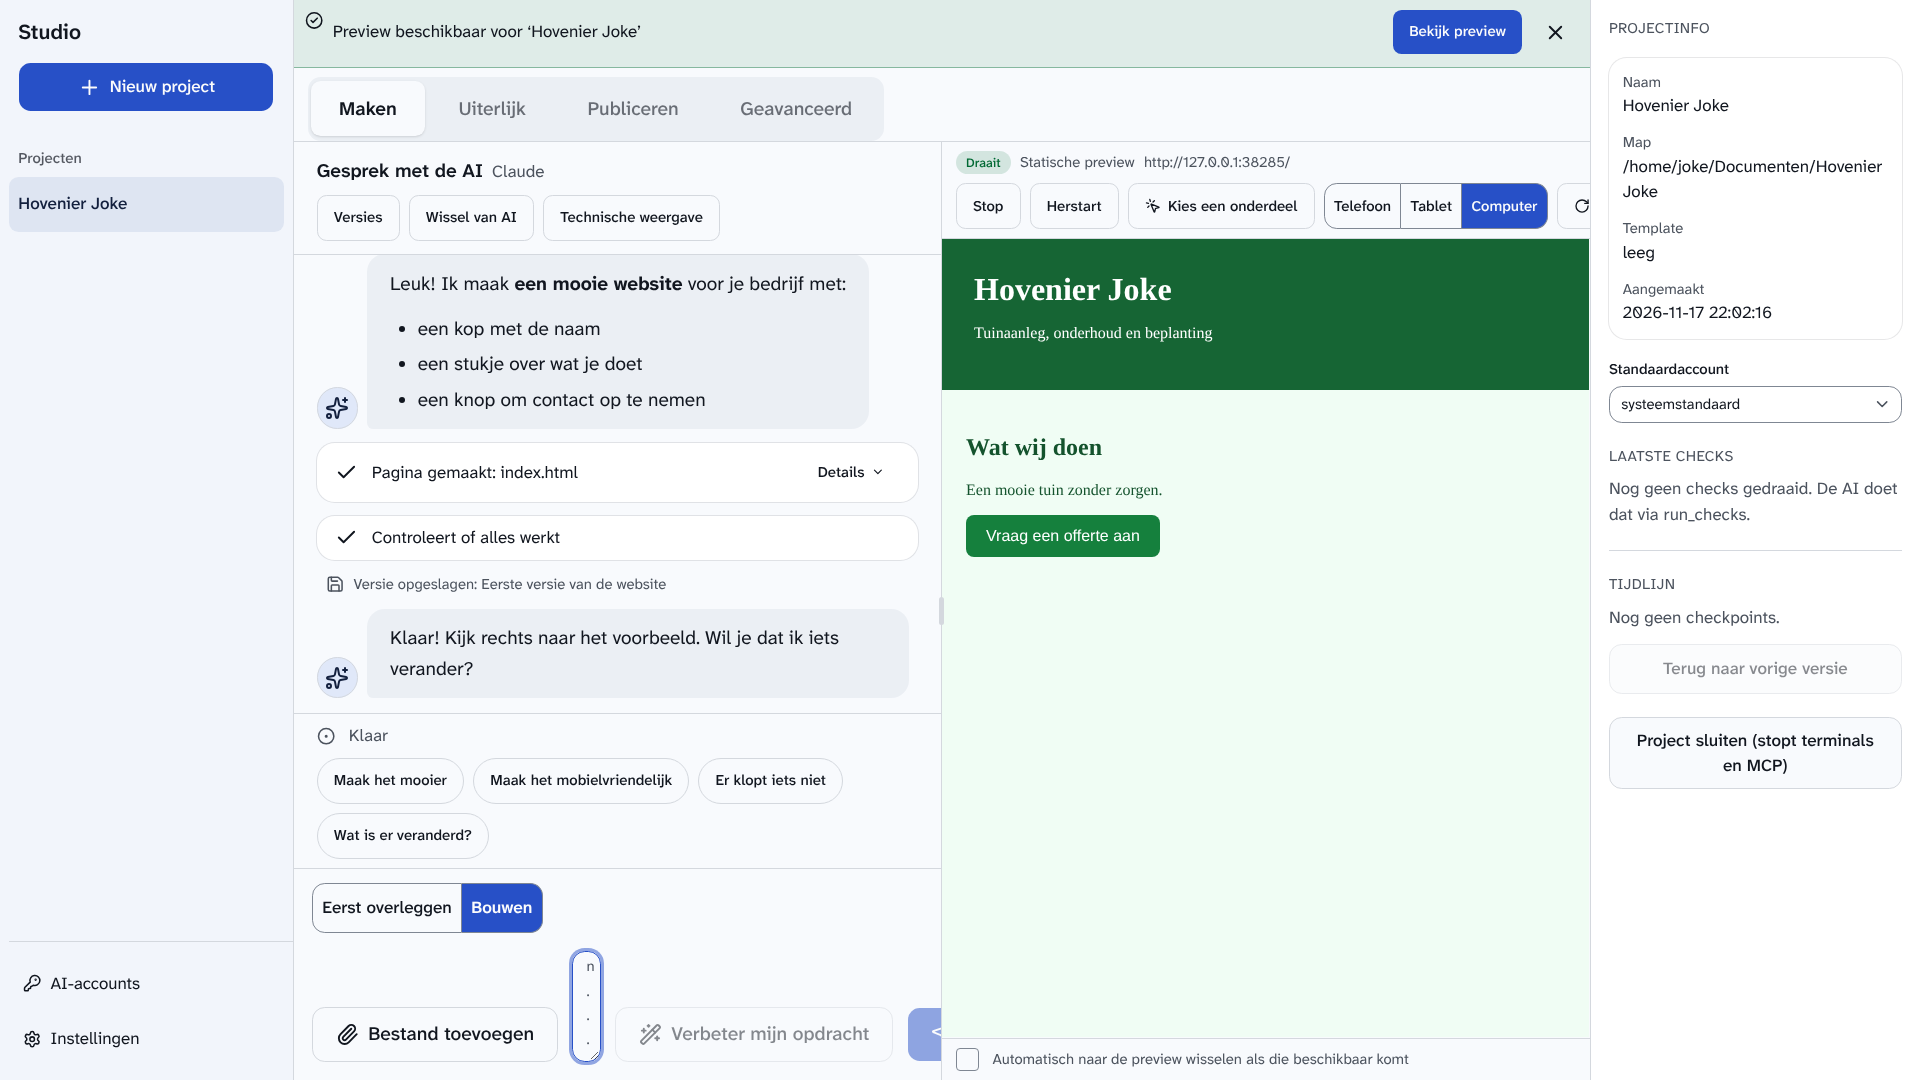 Studio
Nieuw project
Projecten
Hovenier Joke
AI-accounts
Instellingen
Preview beschikbaar voor ‘Hovenier Joke’
Bekijk preview
Maken
Uiterlijk
Publiceren
Geavanceerd
Gesprek met de AI Claude
Versies
Wissel van AI
Technische weergave
Leuk! Ik maak een mooie website voor je bedrijf met:
• een kop met de naam
• een stukje over wat je doet
• een knop om contact op te nemen
Pagina gemaakt: index.html
Details
Controleert of alles werkt
Versie opgeslagen: Eerste versie van de website
Klaar! Kijk rechts naar het voorbeeld. Wil je dat ik iets
verander?
Klaar
Maak het mooier
Maak het mobielvriendelijk
Er klopt iets niet
Wat is er veranderd?
Eerst overleggen
Bouwen
Bestand toevoegen
n
.
.
.
Verbeter mijn opdracht
Draait
Statische preview http://127.0.0.1:38285/
Stop
Herstart
Kies een onderdeel
Telefoon
Tablet
Computer
Hovenier Joke
Tuinaanleg, onderhoud en beplanting
Wat wij doen
Een mooie tuin zonder zorgen.
Vraag een offerte aan
Automatisch naar de preview wisselen als die beschikbaar komt
PROJECTINFO
Naam
Hovenier Joke
Map
/home/joke/Documenten/Hovenier
Joke
Template
leeg
Aangemaakt
2026-11-17 22:02:16
Standaardaccount
systeemstandaard
LAATSTE CHECKS
Nog geen checks gedraaid. De AI doet
dat via run_checks.
TIJDLIJN
Nog geen checkpoints.
Terug naar vorige versie
Project sluiten (stopt terminals
en MCP)